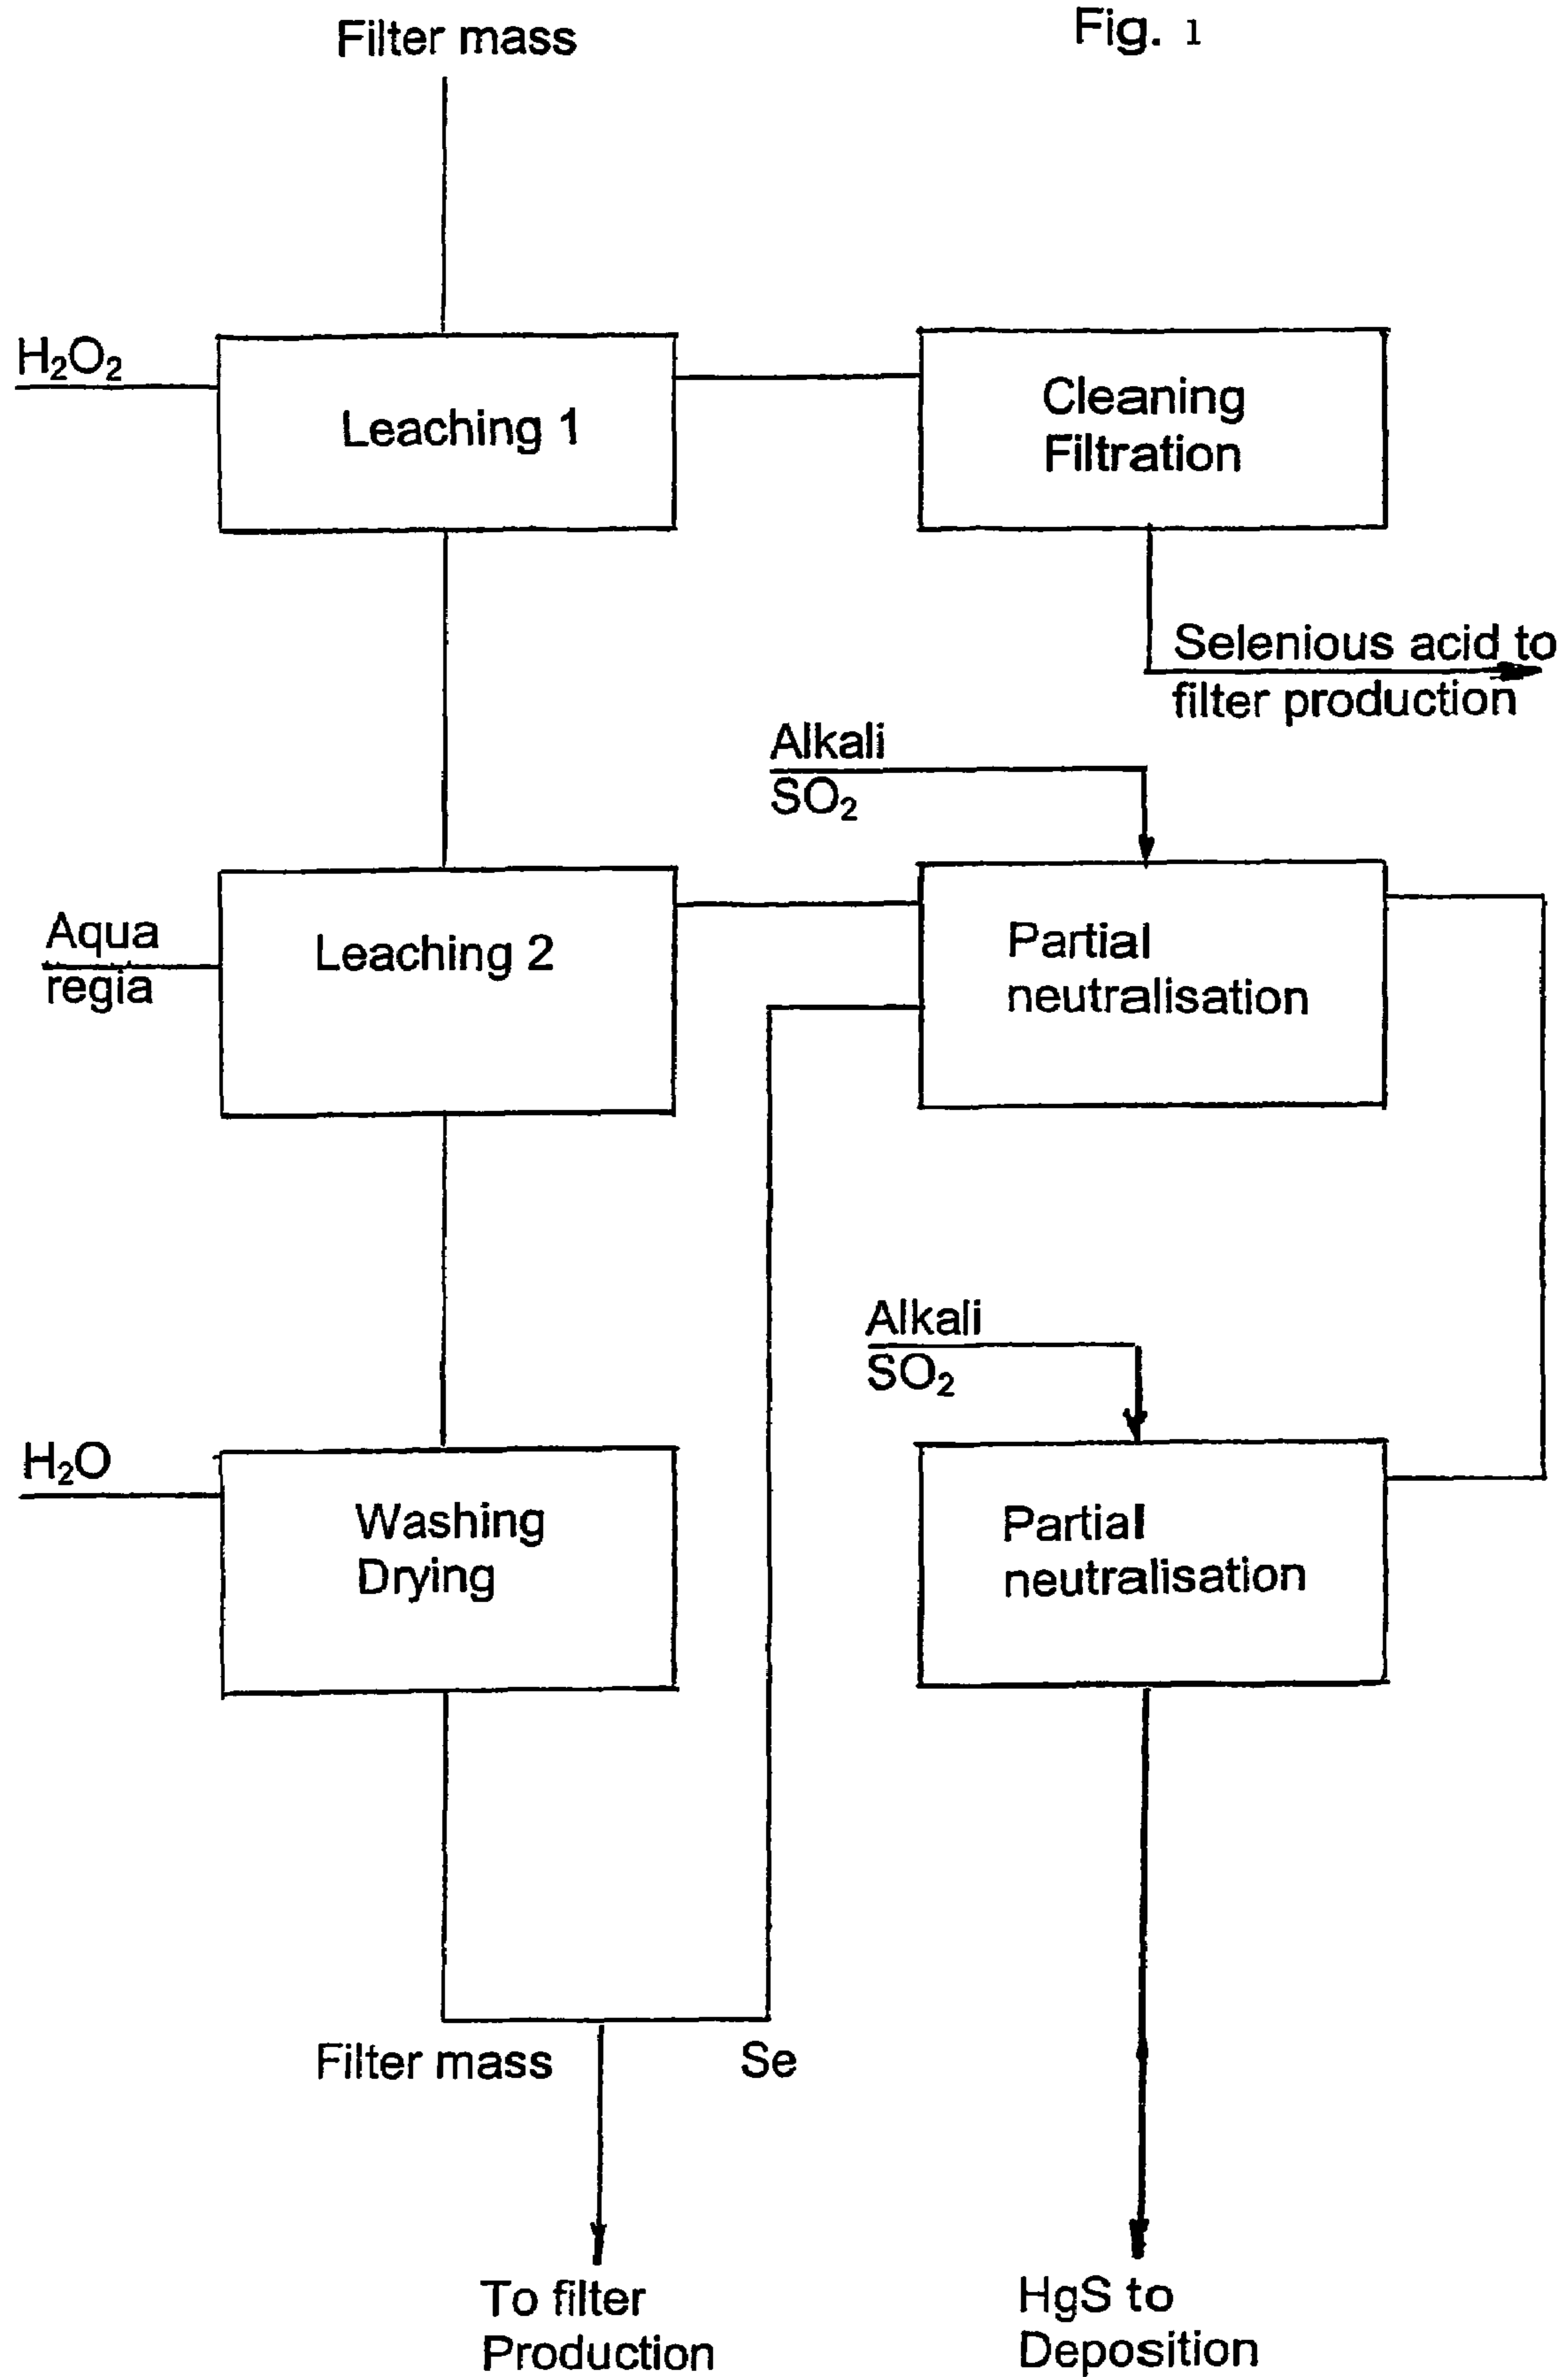 Filter mass
Fig. 1
H₂O₂
Leaching 1
Cleaning
Filtration
Selenious acid to
filter production
Alkali
SO₂
Aqua
regia
Leaching 2
Partial
neutralisation
Alkali
SO₂
H₂O
Washing
Drying
Partial
neutralisation
Filter mass
Se
To filter
Production
HgS to
Deposition